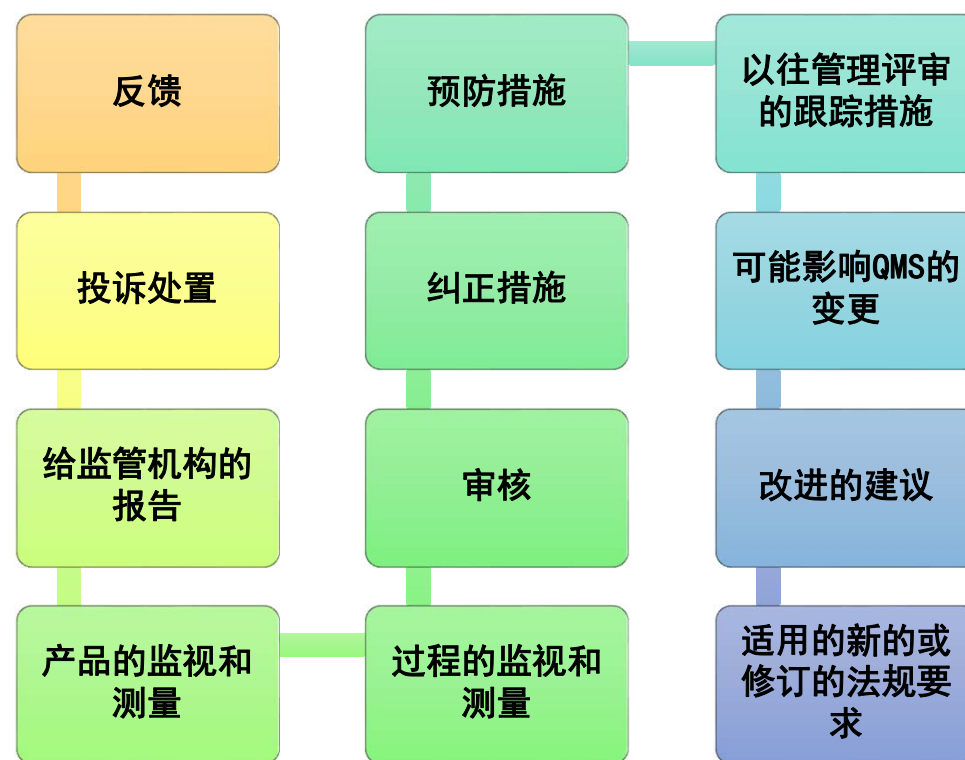 反馈
投诉处置
给监管机构的
报告
产品的监视和
测量
过程的监视和
测量
审核
纠正措施
预防措施
以往管理评审
的跟踪措施
可能影响QMS的
变更
改进的建议
适用的新的或
修订的法规要
求